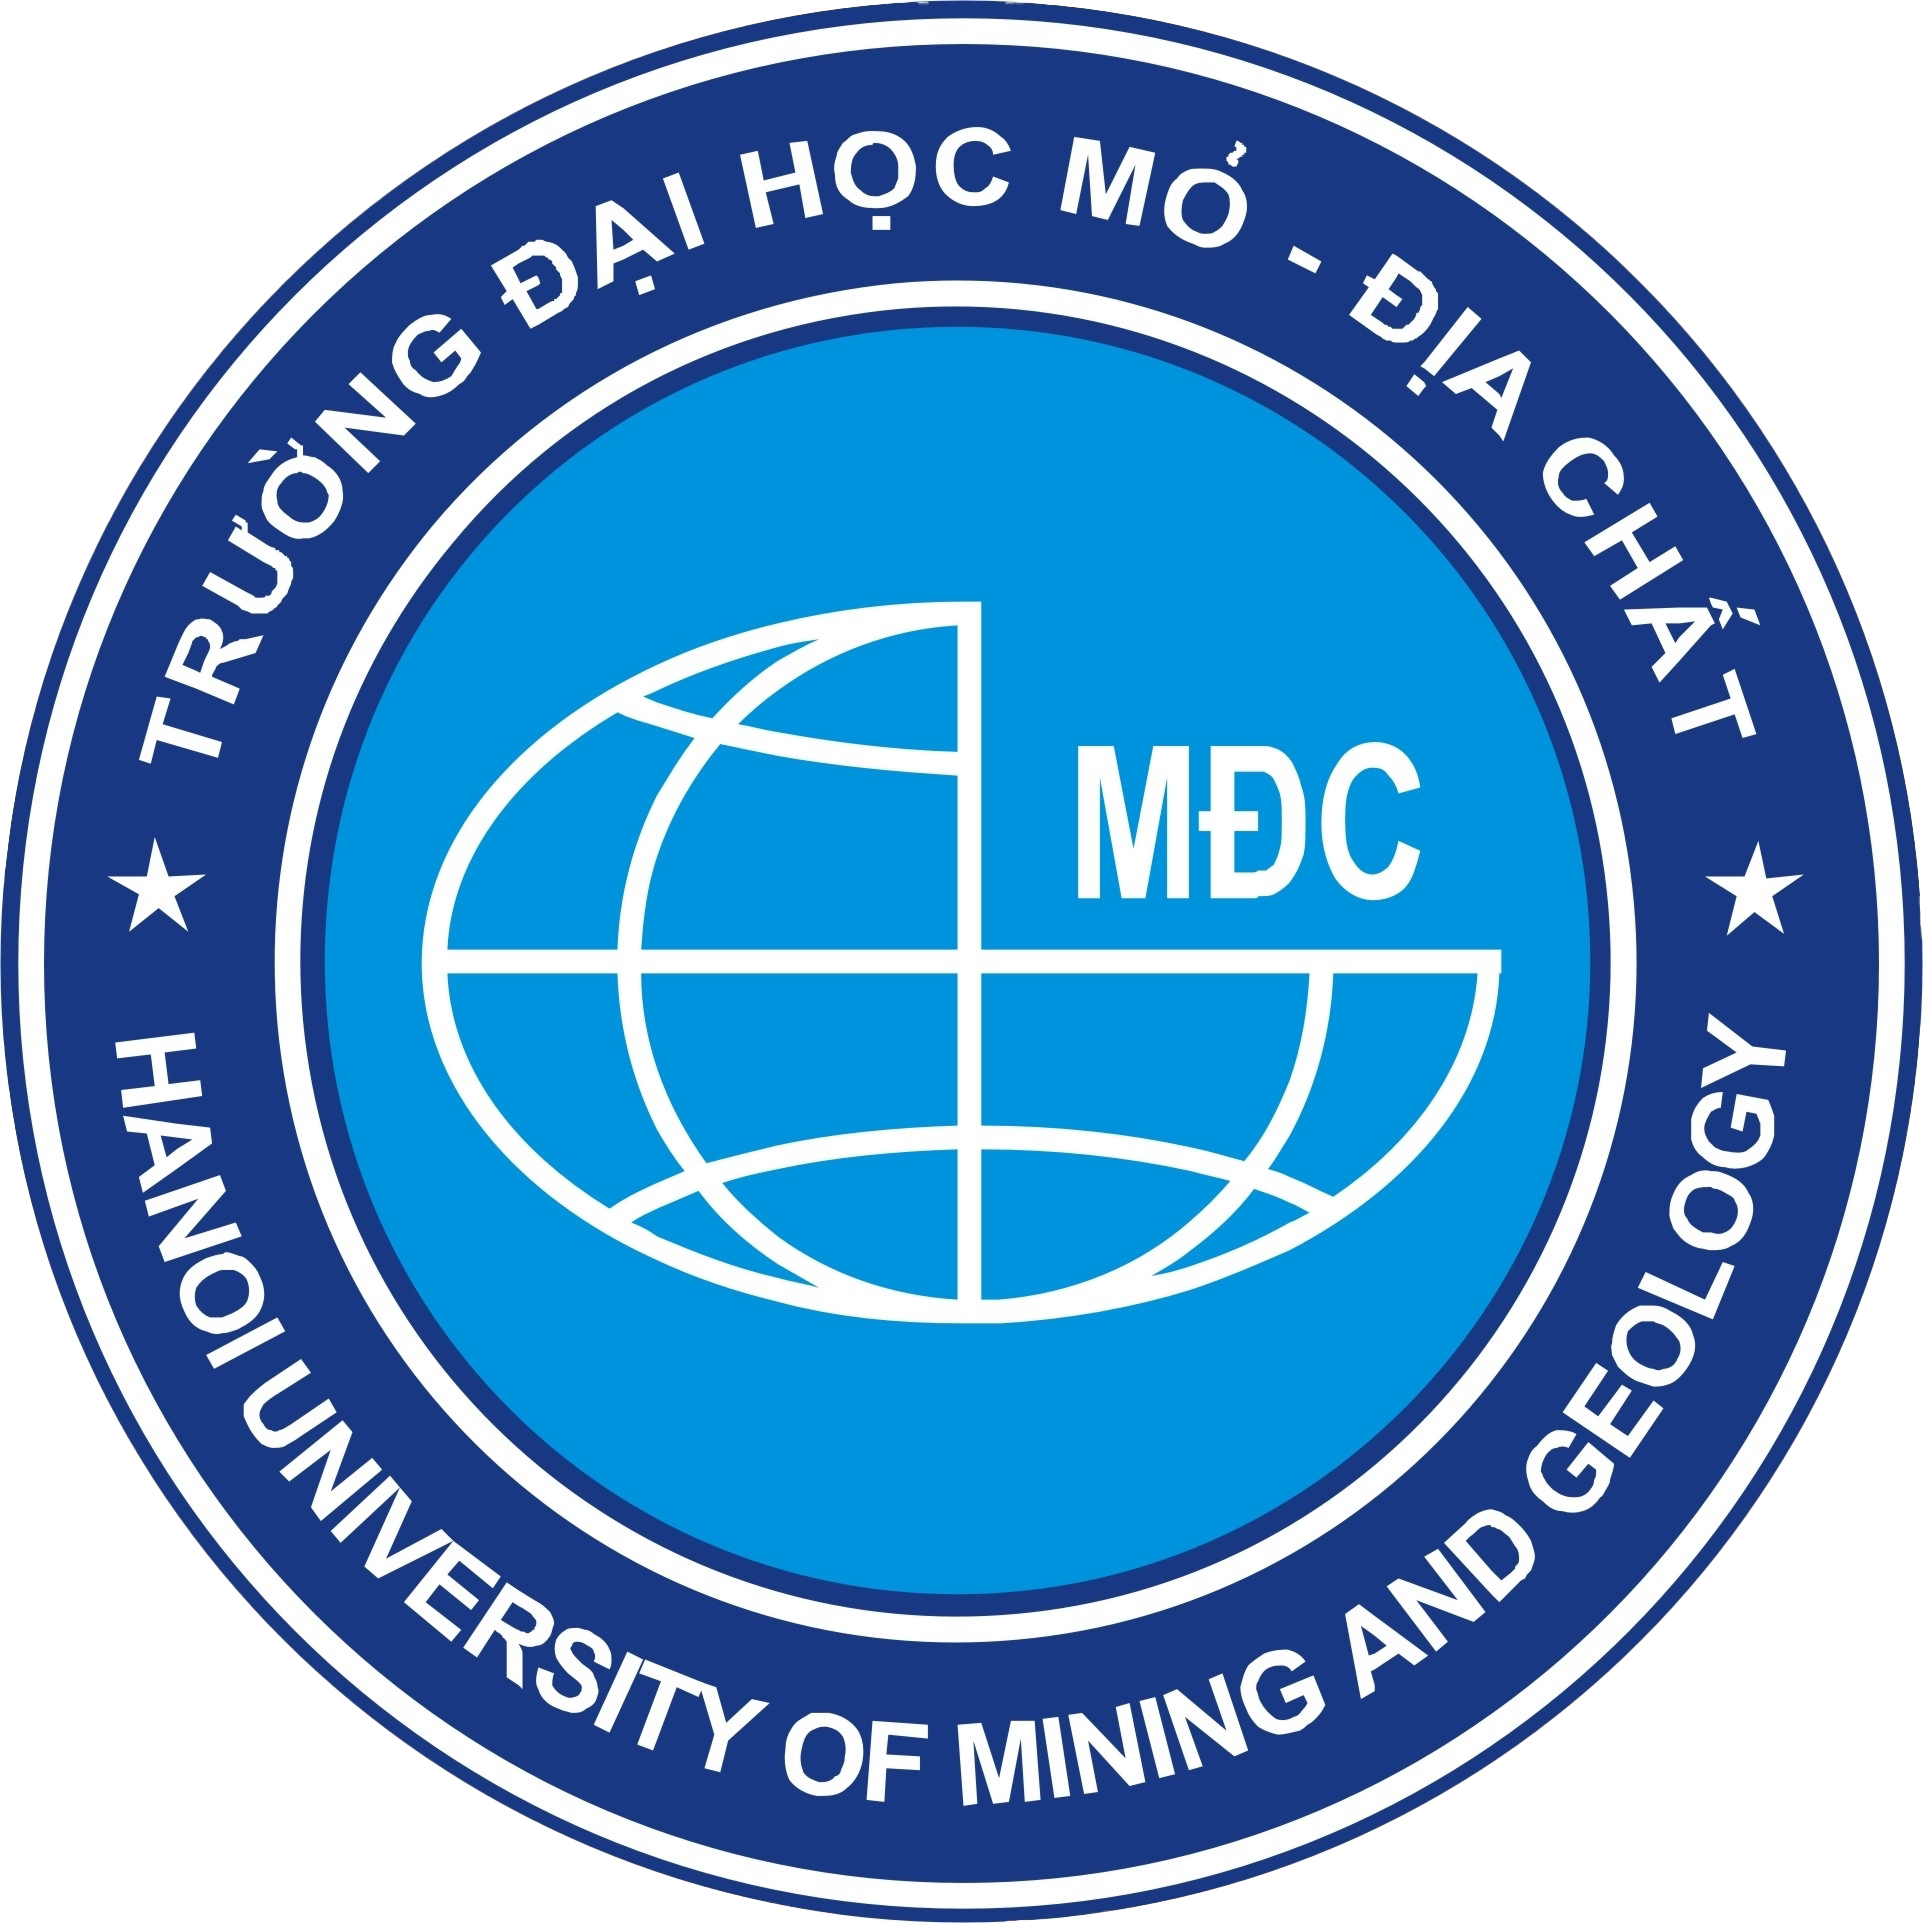 TRƯỜNG ĐẠI HỌC MỎ - ĐỊA CHẤT
MĐC
HANOI UNIVERSITY OF MINING AND GEOLOGY